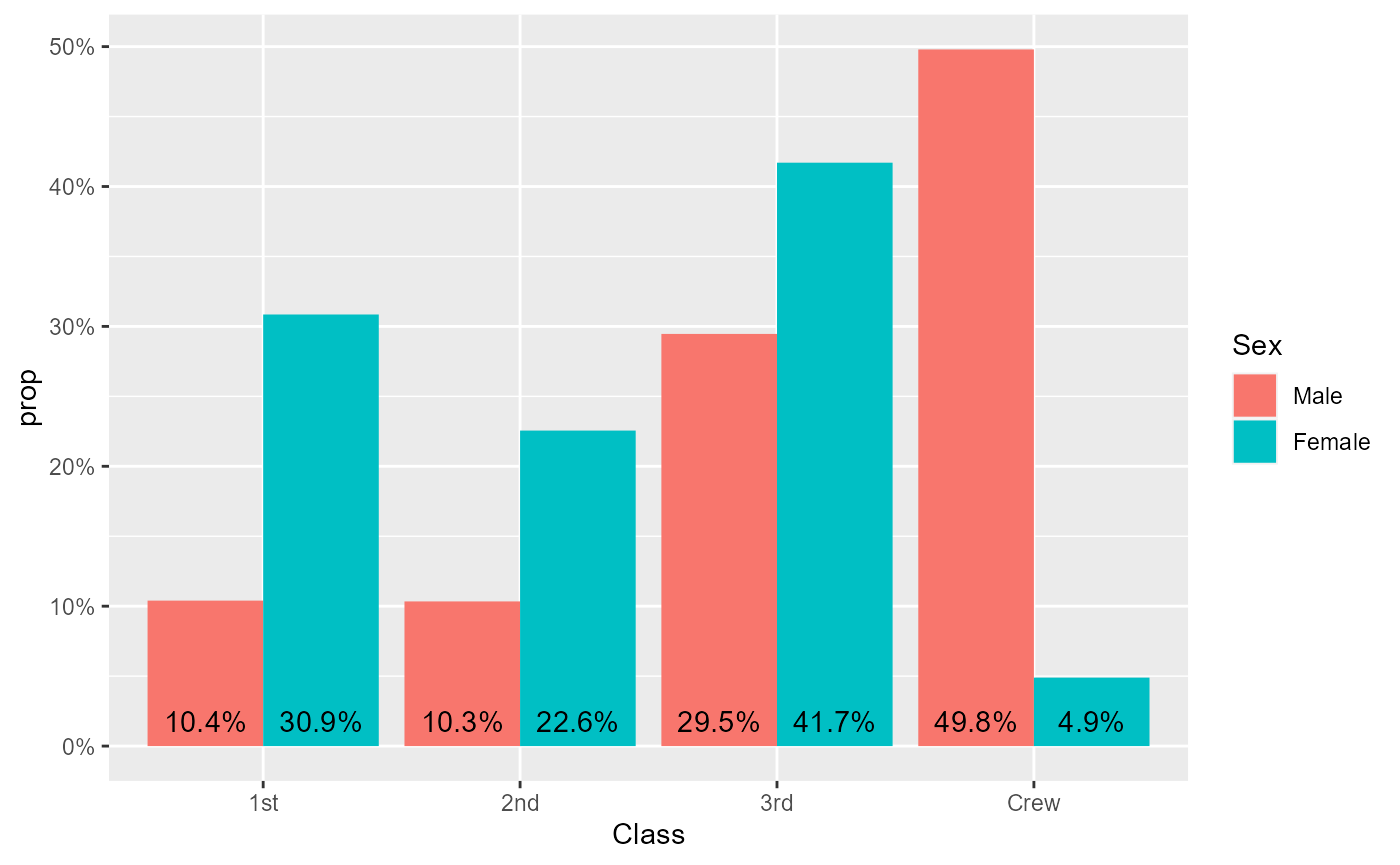 50%
40%
30%
20%
10%
0%
prop
10.4% 30.9% 10.3% 22.6% 29.5% 41.7% 49.8% 4.9%
1st 2nd 3rd Crew
Class
Sex
Male
Female